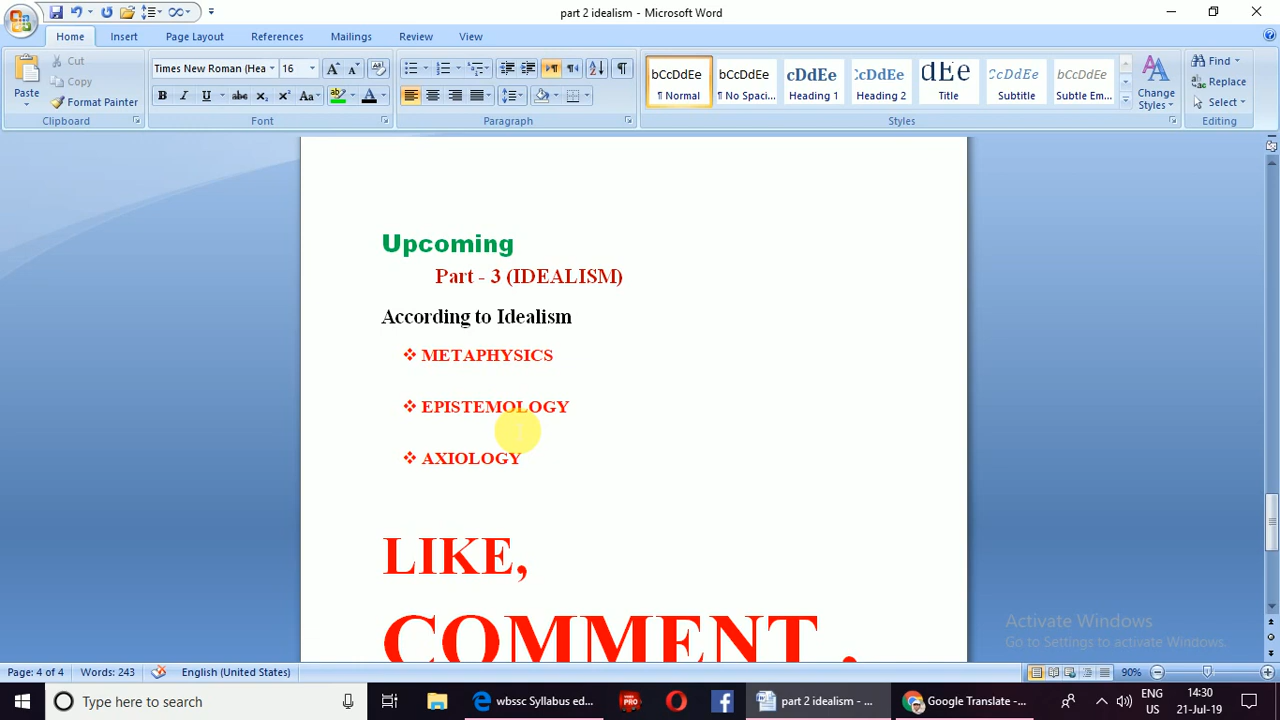 part 2 idealism - Microsoft Word
Home Insert Page Layout References Mailings Review View
Paste
Cut
Copy
Format Painter
Clipboard
Times New Roman (Hea
16
Font
Paragraph
bCcDdEe bCcDdEe cDdEe CcDdEe dEe CcDdEe bCcDdEe
¶ Normal ¶ No Spaci... Heading 1 Heading 2 Title Subtitle Subtle Em...
Change
Styles
Styles
Find
Replace
Select
Editing
Upcoming
Part - 3 (IDEALISM)
According to Idealism
❖ METAPHYSICS
❖ EPISTEMOLOGY
❖ AXIOLOGY
LIKE,
COMMENT ,
Activate Windows
Go to Settings to activate Windows.
Page: 4 of 4 Words: 243 English (United States) 90%
Type here to search
wbssc Syllabus ed...
part 2 idealism - ...
Google Translate -...
ENG
US
14:30
21-Jul-19